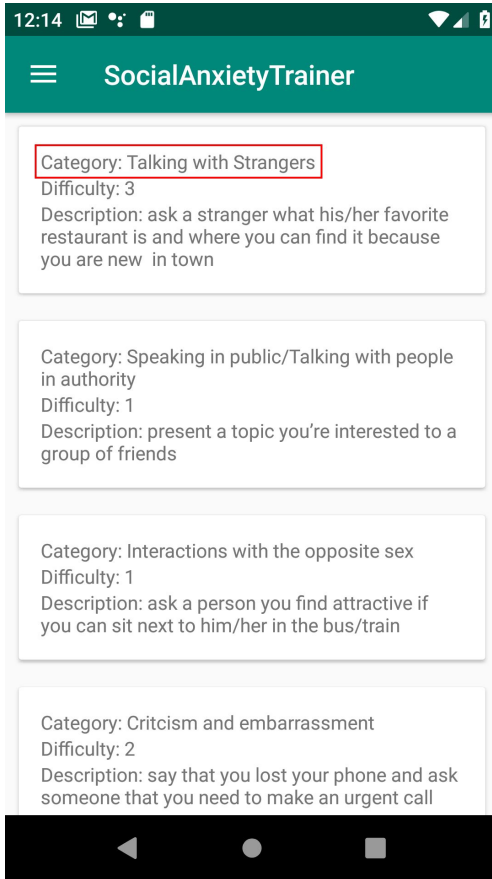 12:14
SocialAnxietyTrainer
Category: Talking with Strangers
Difficulty: 3
Description: ask a stranger what his/her favorite
restaurant is and where you can find it because
you are new  in town
Category: Speaking in public/Talking with people
in authority
Difficulty: 1
Description: present a topic you’re interested to a
group of friends
Category: Interactions with the opposite sex
Difficulty: 1
Description: ask a person you find attractive if
you can sit next to him/her in the bus/train
Category: Critcism and embarrassment
Difficulty: 2
Description: say that you lost your phone and ask
someone that you need to make an urgent call